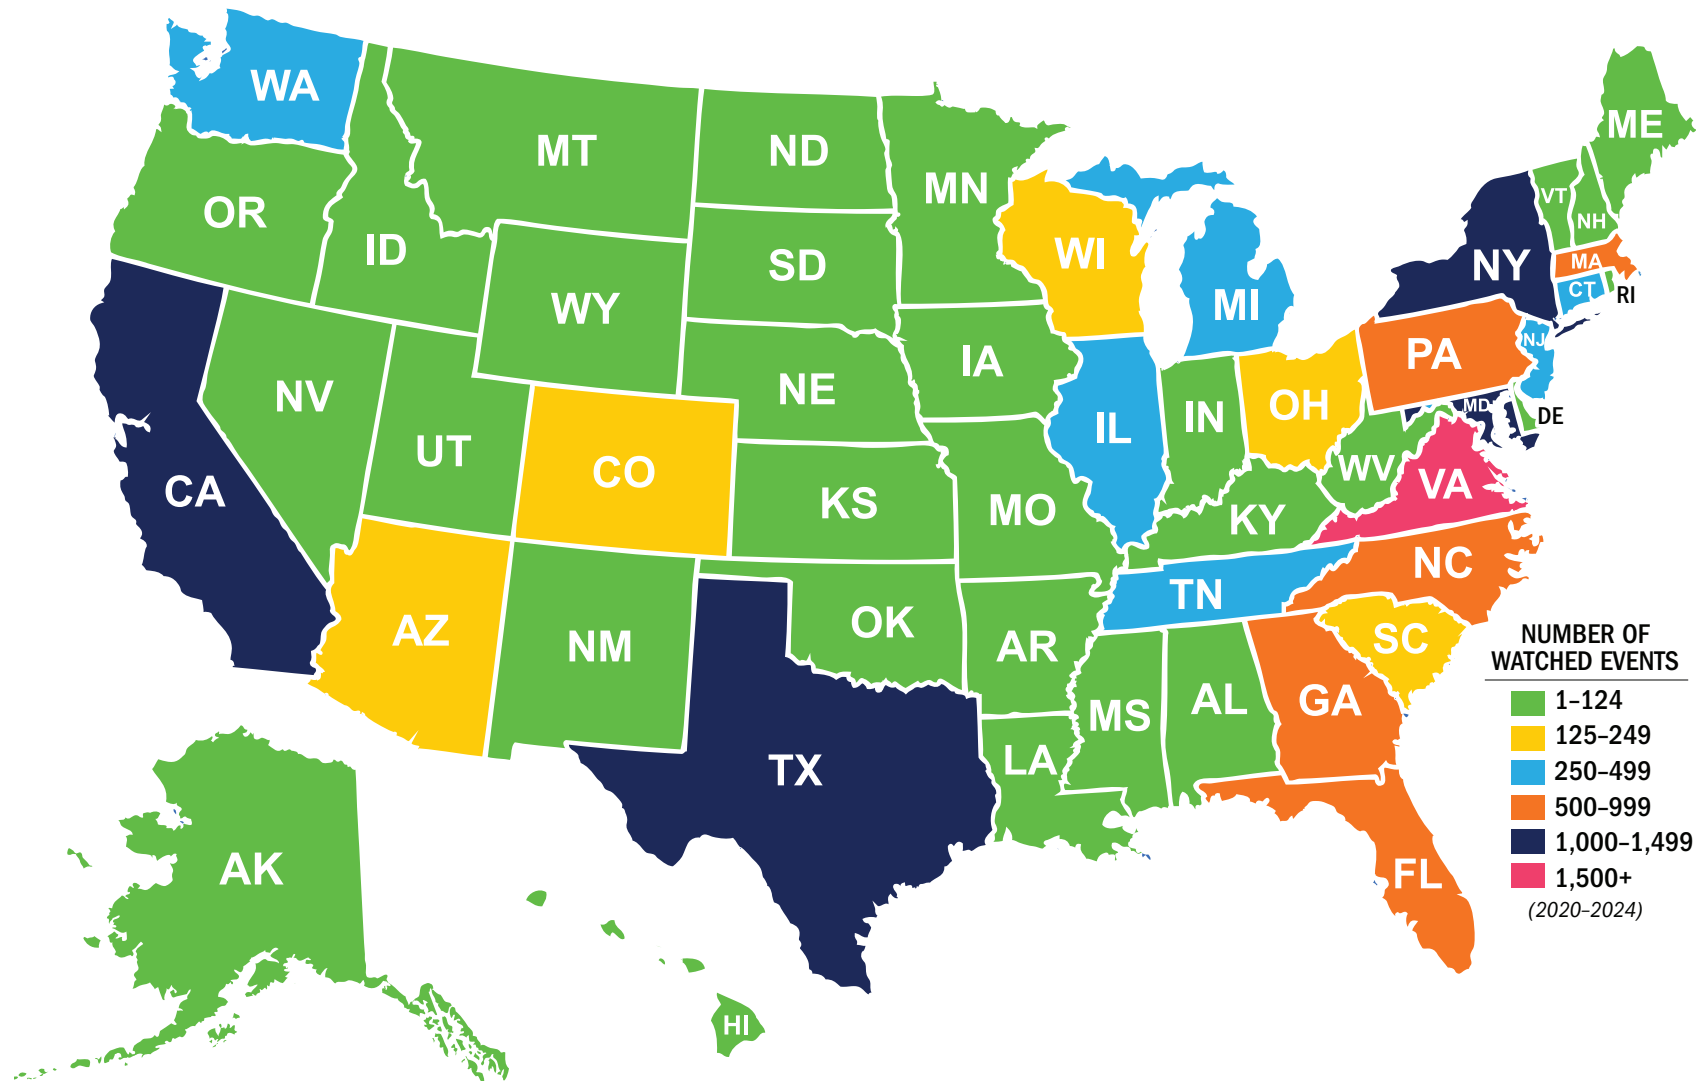 WA
MT
ND
MN
ME
OR
ID
SD
WI
MI
VT
NH
NY
MA
CT
RI
WY
IA
NE
PA
NJ
NV
UT
CO
IL
IN
OH
MD
DE
CA
KS
MO
KY
WV
VA
AZ
NM
OK
AR
TN
NC
SC
MS
AL
GA
TX
LA
FL
AK
HI
NUMBER OF
WATCHED EVENTS
1–124
125–249
250–499
500–999
1,000–1,499
1,500+
(2020–2024)